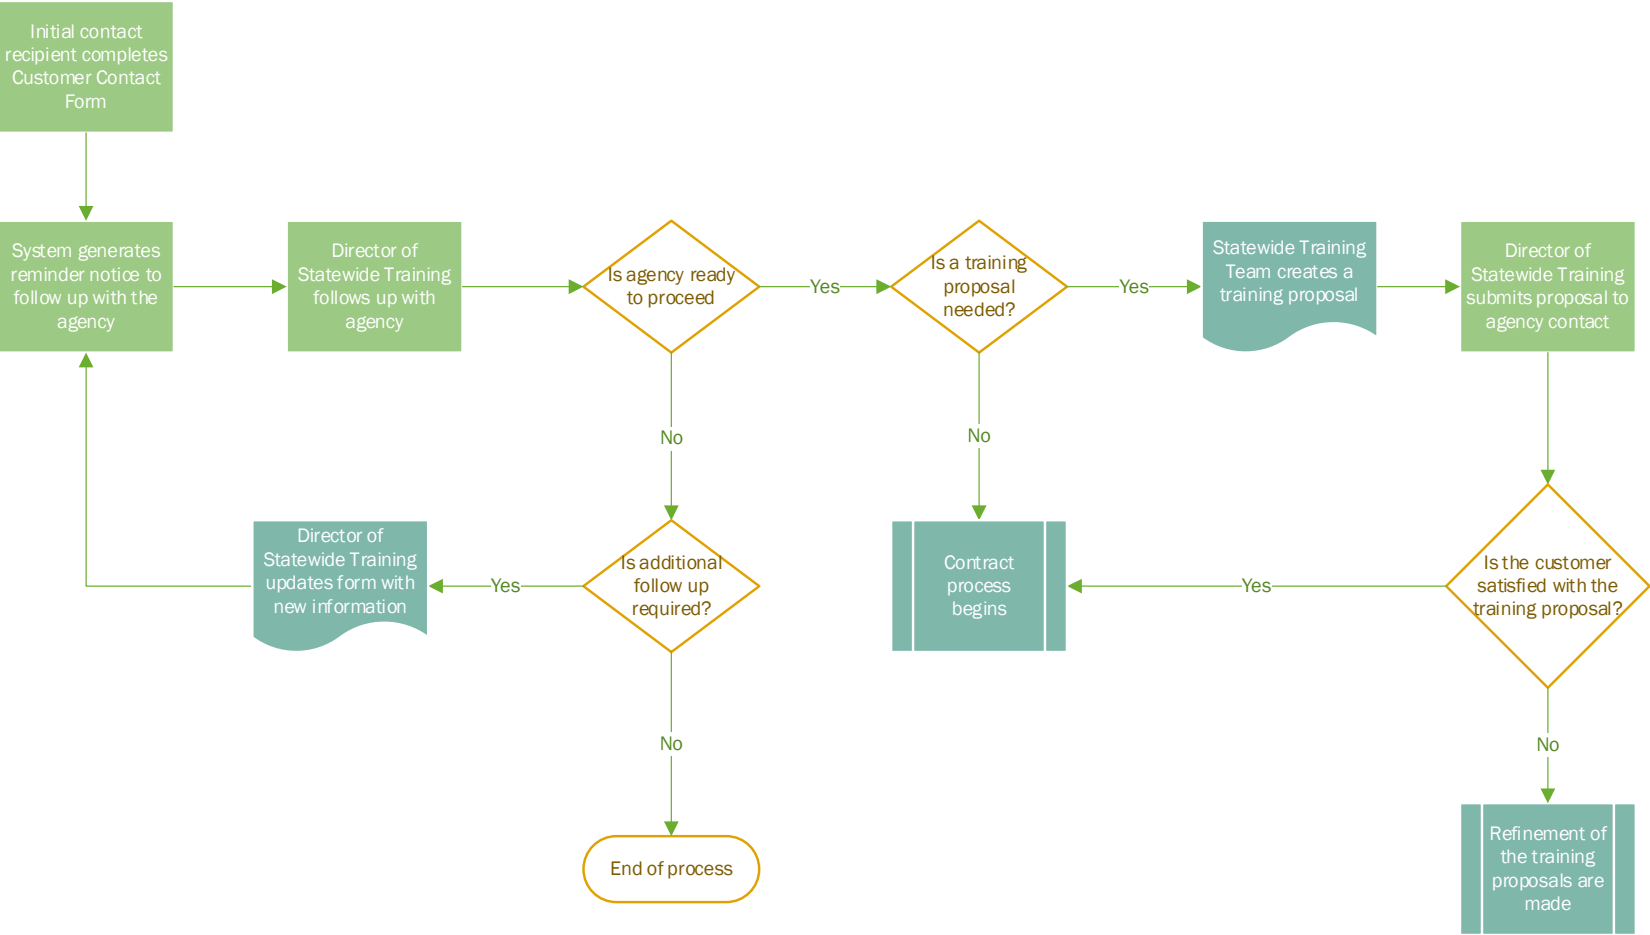 Initial contact
recipient completes
Customer Contact
Form
System generates
reminder notice to
follow up with the
agency
Director of
Statewide Training
follows up with
agency
Is agency ready
to proceed
Yes
Is a training
proposal
needed?
Yes
Statewide Training
Team creates a
training proposal
Director of
Statewide Training
submits proposal to
agency contact
No
No
Director of
Statewide Training
updates form with
new information
Yes
Is additional
follow up
required?
Contract
process
begins
Yes
Is the customer
satisfied with the
training proposal?
No
No
End of process
Refinement of
the training
proposals are
made